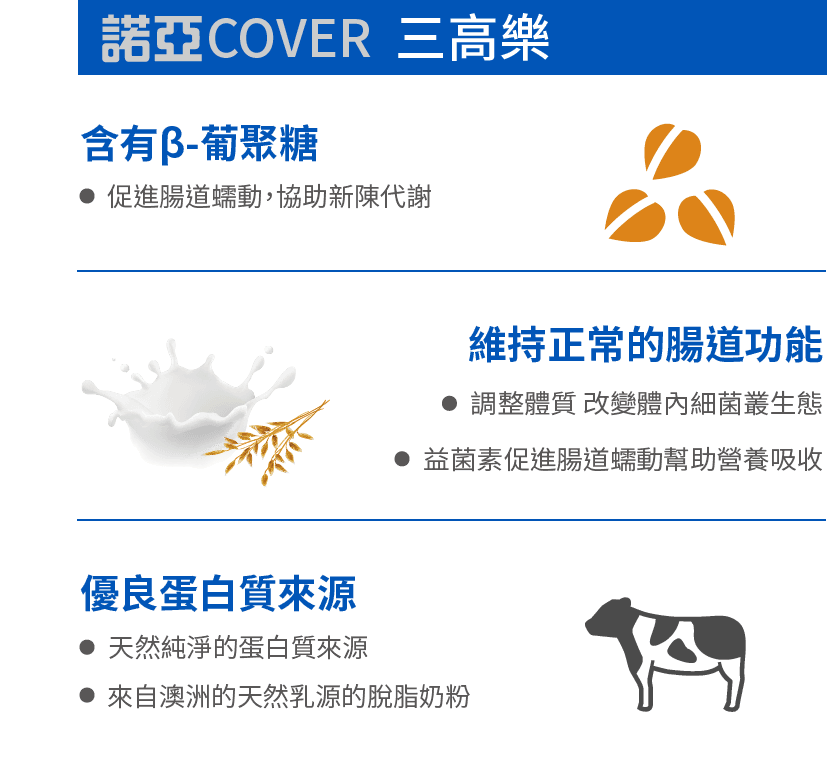 諾亞COVER 三高樂
含有β-葡聚糖
● 促進腸道蠕動，協助新陳代謝
維持正常的腸道功能
● 調整體質 改變體內細菌叢生態
● 益菌素促進腸道蠕動幫助營養吸收
優良蛋白質來源
● 天然純淨的蛋白質來源
● 來自澳洲的天然乳源的脫脂奶粉